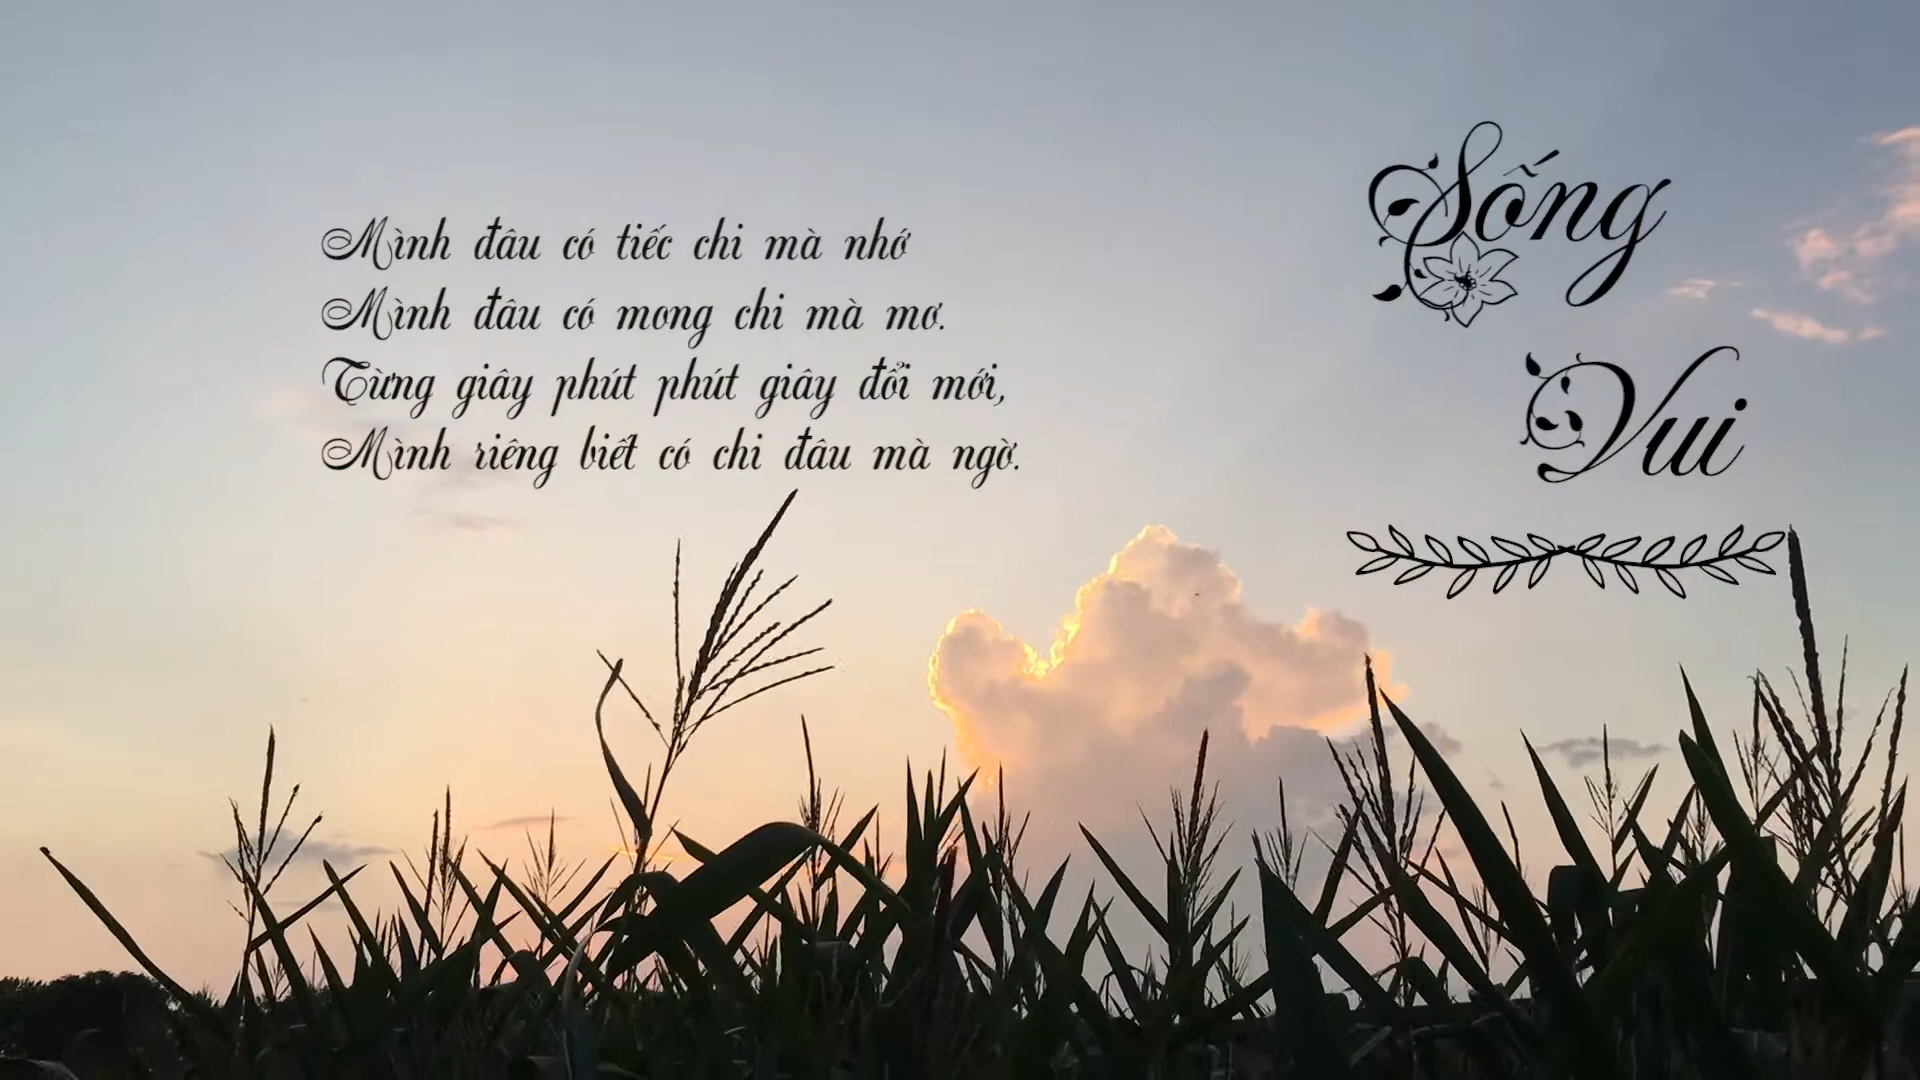 Mình đâu có tiếc chi mà nhớ
Mình đâu có mong chi mà mơ.
Từng giây phút phút giây đổi mới,
Mình riêng biết có chi đâu mà ngờ.
Sống
Vui